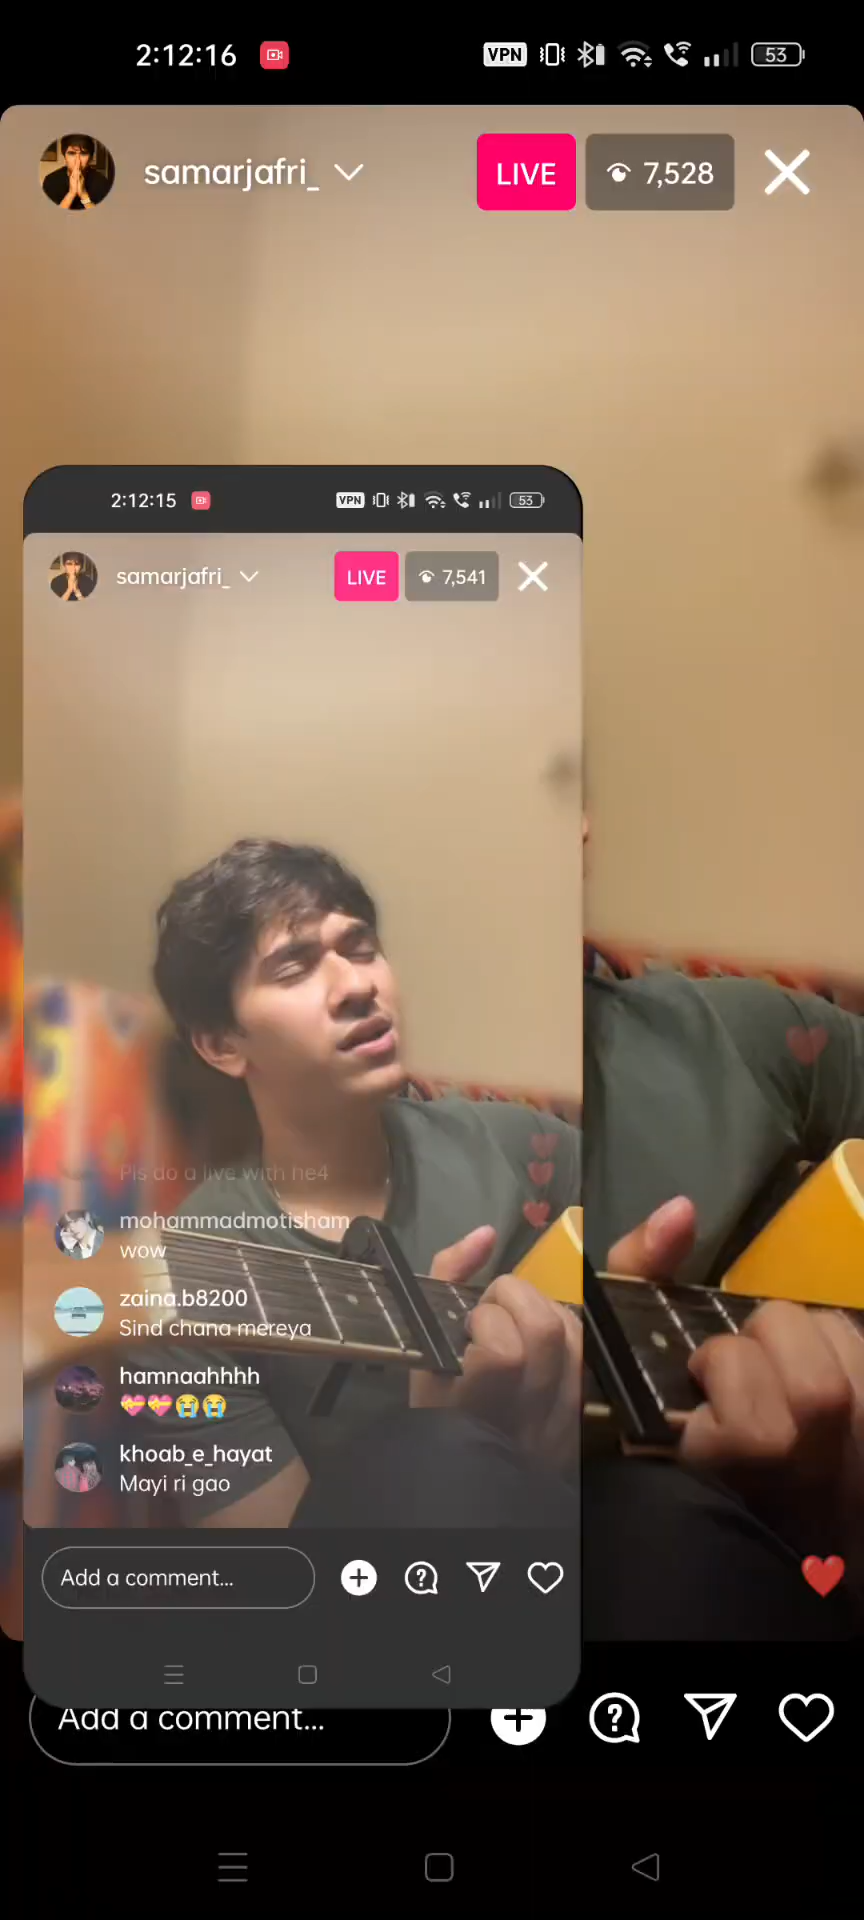 2:12:16
VPN
53
samarjafri_
LIVE
7,528
2:12:15
VPN
53
samarjafri_
LIVE
7,541
Pls do a live with he4
mohammadmotisham
wow
zaina.b8200
Sind chana mereya
hamnaahhhh
💝💝😭😭
khoab_e_hayat
Mayi ri gao
Add a comment...
Add a comment...